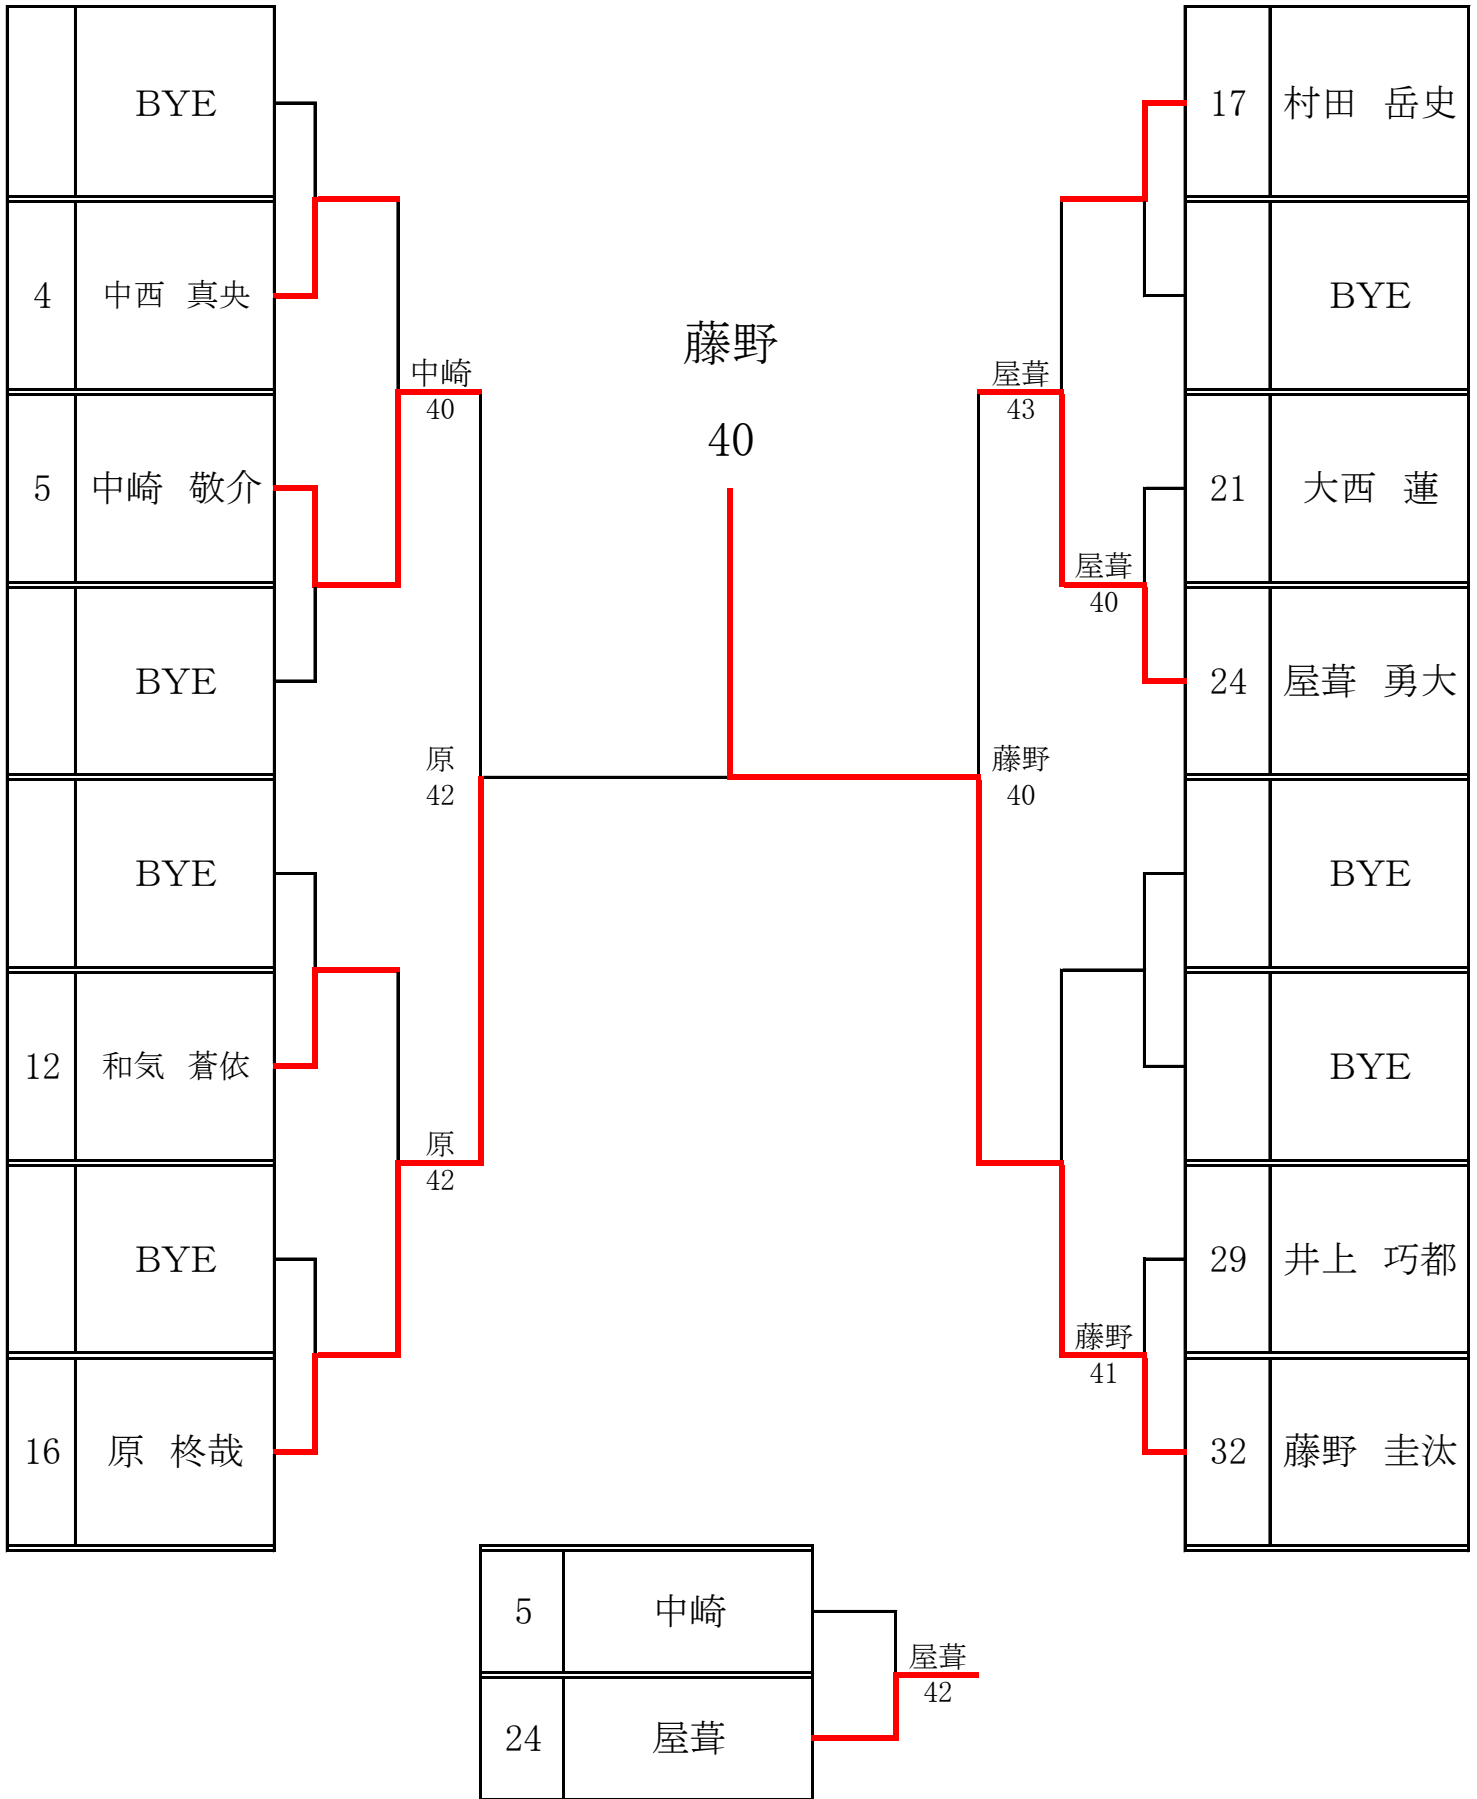 BYE
4 中西 真央
5 中崎 敬介
BYE
BYE
12 和気 蒼依
BYE
16 原 柊哉
中崎
40
原
42
原
42
藤野
40
屋葺
43
屋葺
40
藤野
40
藤野
41
17 村田 岳史
BYE
21 大西 蓮
24 屋葺 勇大
BYE
BYE
29 井上 巧都
32 藤野 圭汰
5 中崎
24 屋葺
屋葺
42